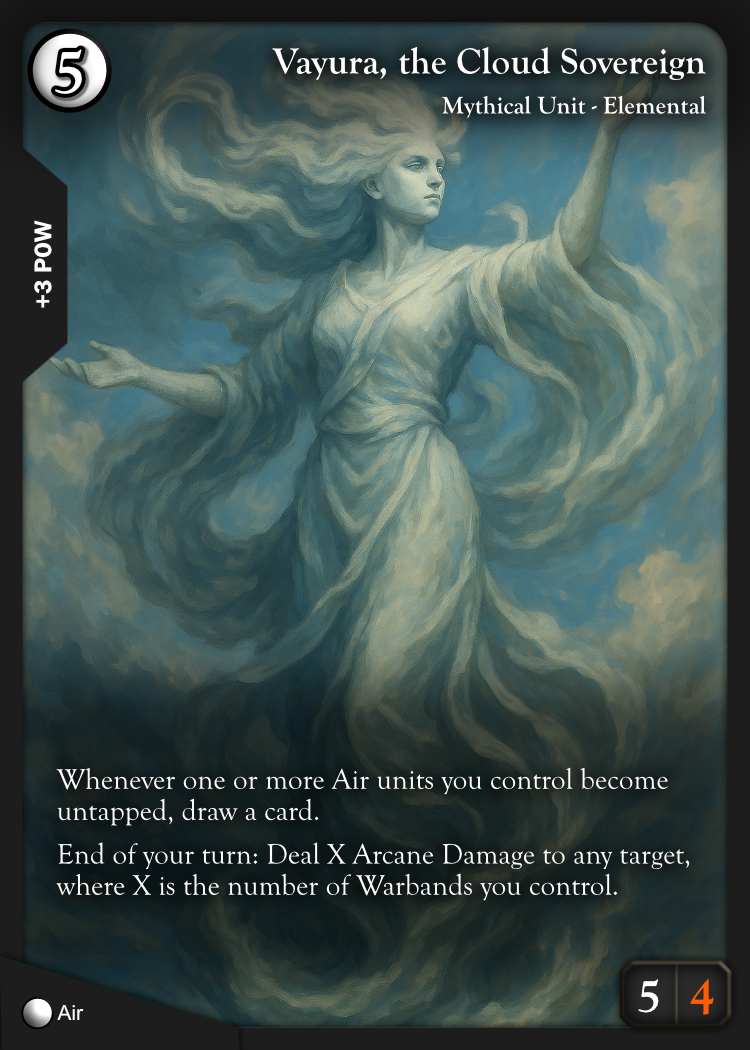 5
Vayura, the Cloud Sovereign
Mythical Unit - Elemental
+3 POW
Whenever one or more Air units you control become
untapped, draw a card.
End of your turn: Deal X Arcane Damage to any target,
where X is the number of Warbands you control.
Air
5 4